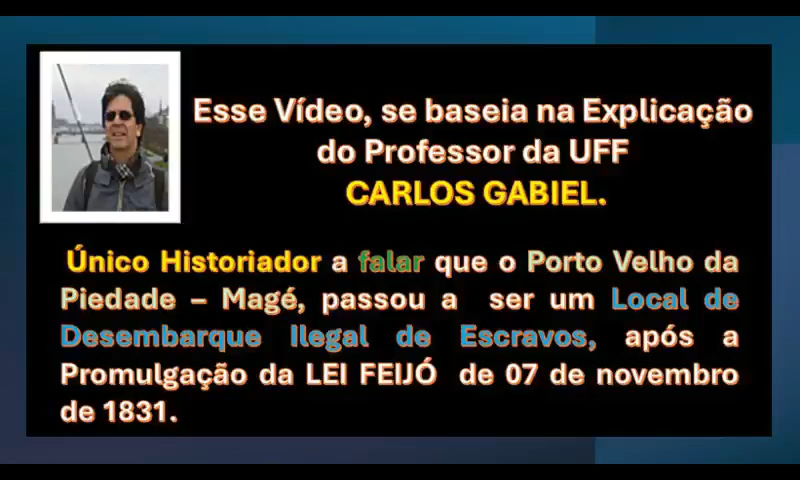 Esse Vídeo, se baseia na Explicação
do Professor da UFF
CARLOS GABIEL.
Único Historiador a falar que o Porto Velho da
Piedade – Magé, passou a ser um Local de
Desembarque Ilegal de Escravos, após a
Promulgação da LEI FEIJÓ de 07 de novembro
de 1831.